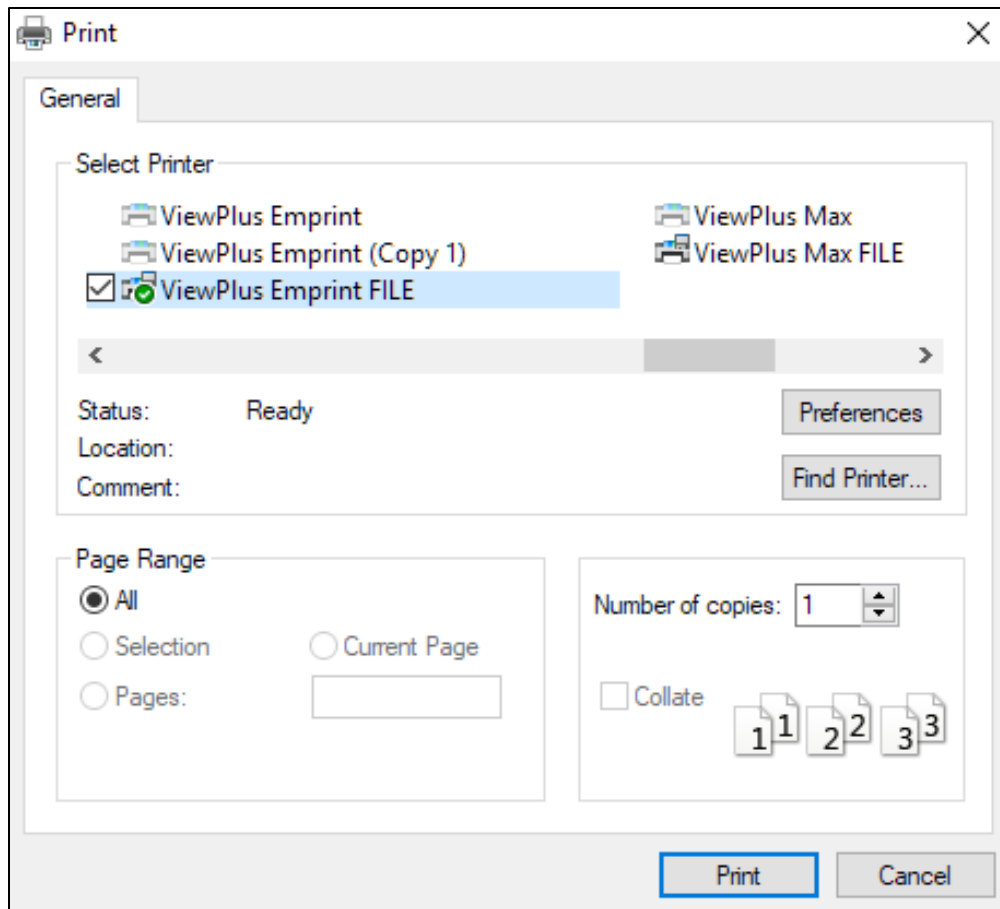 Print
General
Select Printer
ViewPlus Emprint
ViewPlus Max
ViewPlus Emprint (Copy 1)
ViewPlus Max FILE
ViewPlus Emprint FILE
Status: Ready
Preferences
Location:
Comment:
Find Printer...
Page Range
All
Number of copies: 1
Selection
Current Page
Pages:
Collate
1 1 2 2 3 3
Print
Cancel